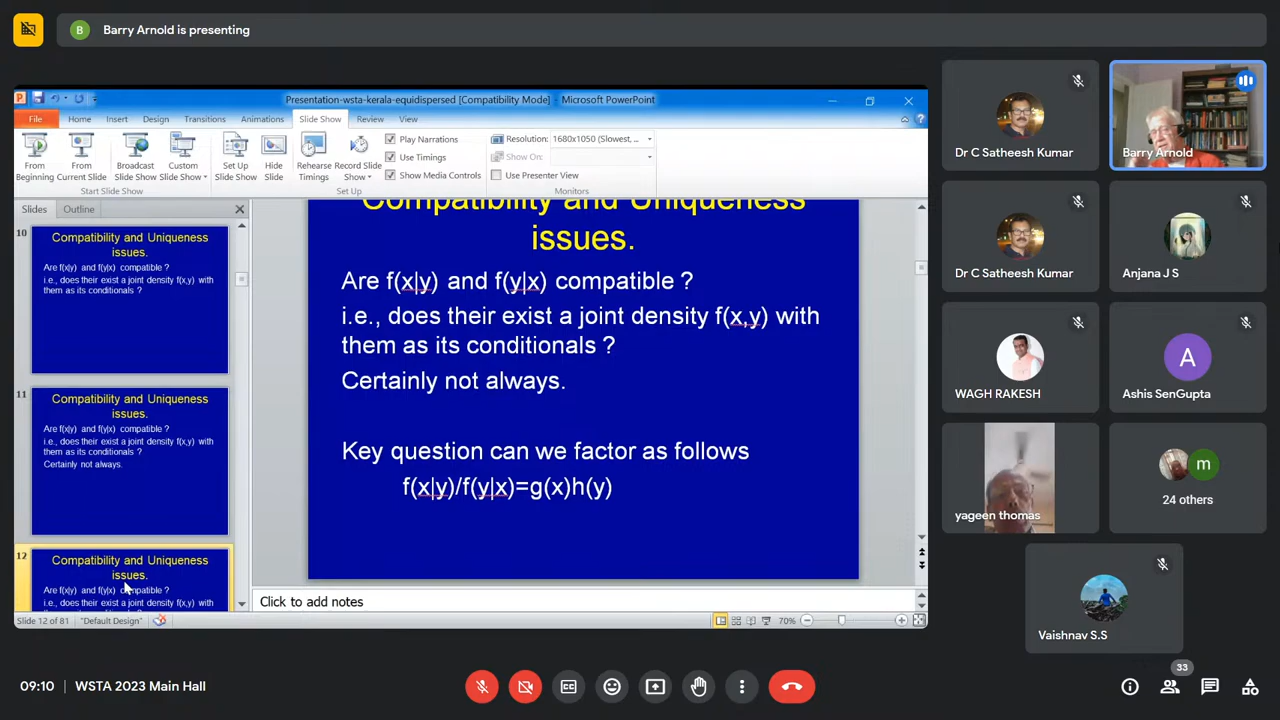 B
Barry Arnold is presenting
Presentation-wsta-kerala-equidispersed [Compatibility Mode] - Microsoft PowerPoint
File Home Insert Design Transitions Animations Slide Show Review View
From Beginning
From Current Slide
Broadcast Slide Show
Custom Slide Show
Set Up Slide Show
Hide Slide
Rehearse Timings
Record Slide Show
Play Narrations
Use Timings
Show Media Controls
Resolution: 1680x1050 (Slowest, ...
Show On:
Use Presenter View
Start Slide Show
Set Up
Monitors
Slides Outline
10
Compatibility and Uniqueness
issues.
Are f(x|y) and f(y|x) compatible ?
i.e., does their exist a joint density f(x,y) with
them as its conditionals ?
11
Compatibility and Uniqueness
issues.
Are f(x|y) and f(y|x) compatible ?
i.e., does their exist a joint density f(x,y) with
them as its conditionals ?
Certainly not always.
12
Compatibility and Uniqueness
issues.
Are f(x|y) and f(y|x) compatible ?
i.e., does their exist a joint density f(x,y) with
Compatibility and Uniqueness
issues.
Are f(x|y) and f(y|x) compatible ?
i.e., does their exist a joint density f(x,y) with
them as its conditionals ?
Certainly not always.
Key question can we factor as follows
f(x|y)/f(y|x)=g(x)h(y)
Click to add notes
Slide 12 of 81
"Default Design"
70%
Dr C Satheesh Kumar
Barry Arnold
Dr C Satheesh Kumar
Anjana J S
WAGH RAKESH
A
Ashis SenGupta
yageen thomas
m
24 others
Vaishnav S.S
09:10
WSTA 2023 Main Hall
33